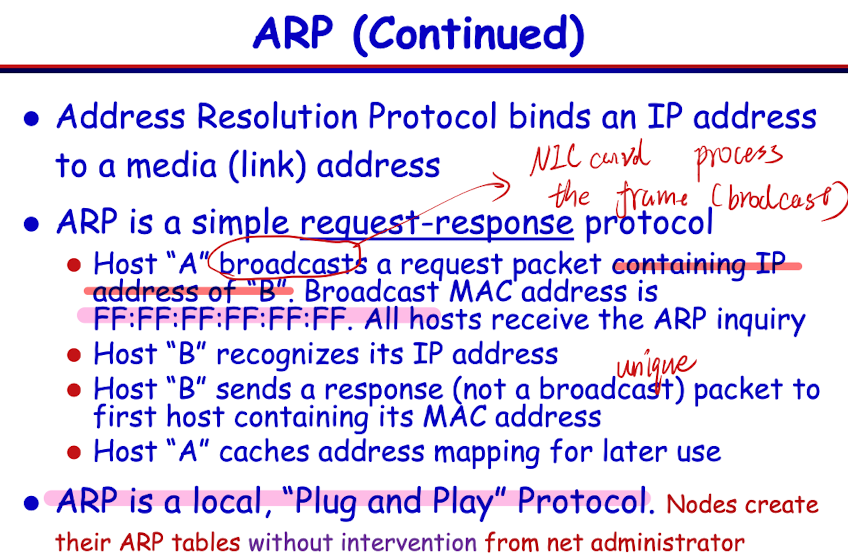 ARP (Continued)
● Address Resolution Protocol binds an IP address
to a media (link) address
NIC card process
the frame (brodcast)
● ARP is a simple request-response protocol
● Host “A” broadcasts a request packet containing IP
address of “B”. Broadcast MAC address is
FF:FF:FF:FF:FF:FF. All hosts receive the ARP inquiry
● Host “B” recognizes its IP address
unique
● Host “B” sends a response (not a broadcast) packet to
first host containing its MAC address
● Host “A” caches address mapping for later use
● ARP is a local, “Plug and Play” Protocol. Nodes create
their ARP tables without intervention from net administrator